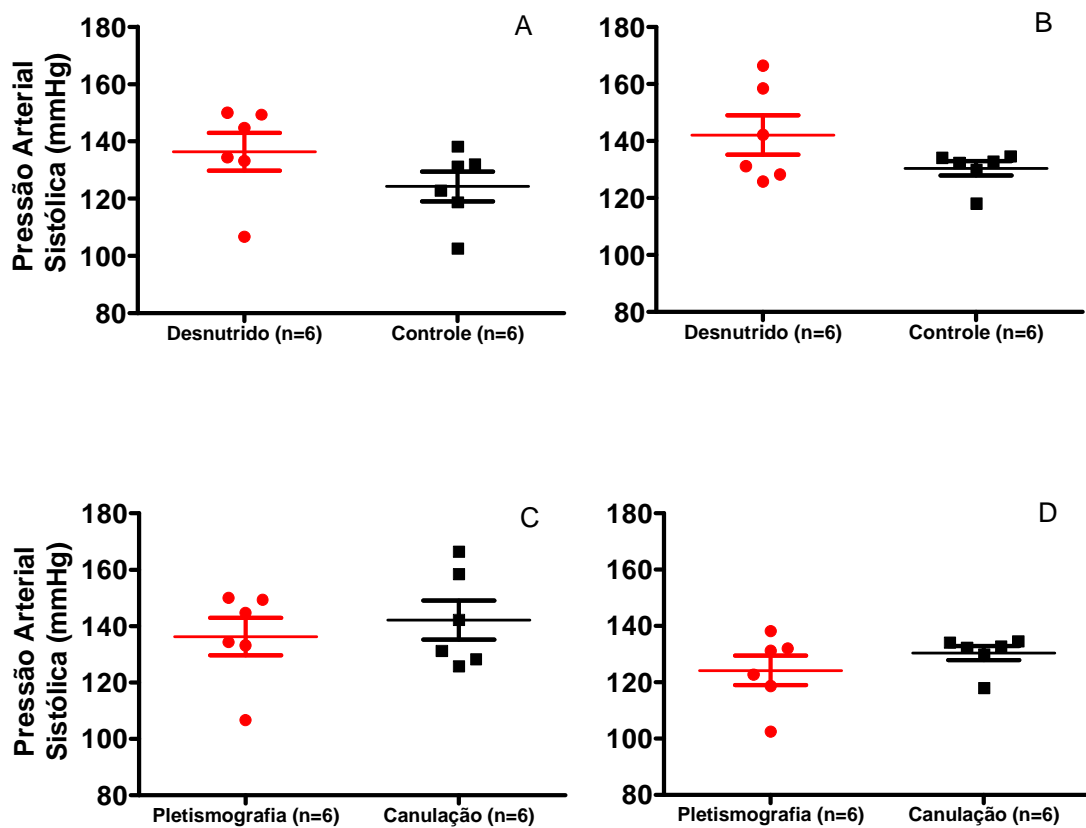 A
Pressão Arterial
Sistólica (mmHg)
180
160
140
120
100
80
Desnutrido (n=6)
Controle (n=6)
B
180
160
140
120
100
80
Desnutrido (n=6)
Controle (n=6)
C
Pressão Arterial
Sistólica (mmHg)
180
160
140
120
100
80
Pletismografia (n=6)
Canulação (n=6)
D
180
160
140
120
100
80
Pletismografia (n=6)
Canulação (n=6)